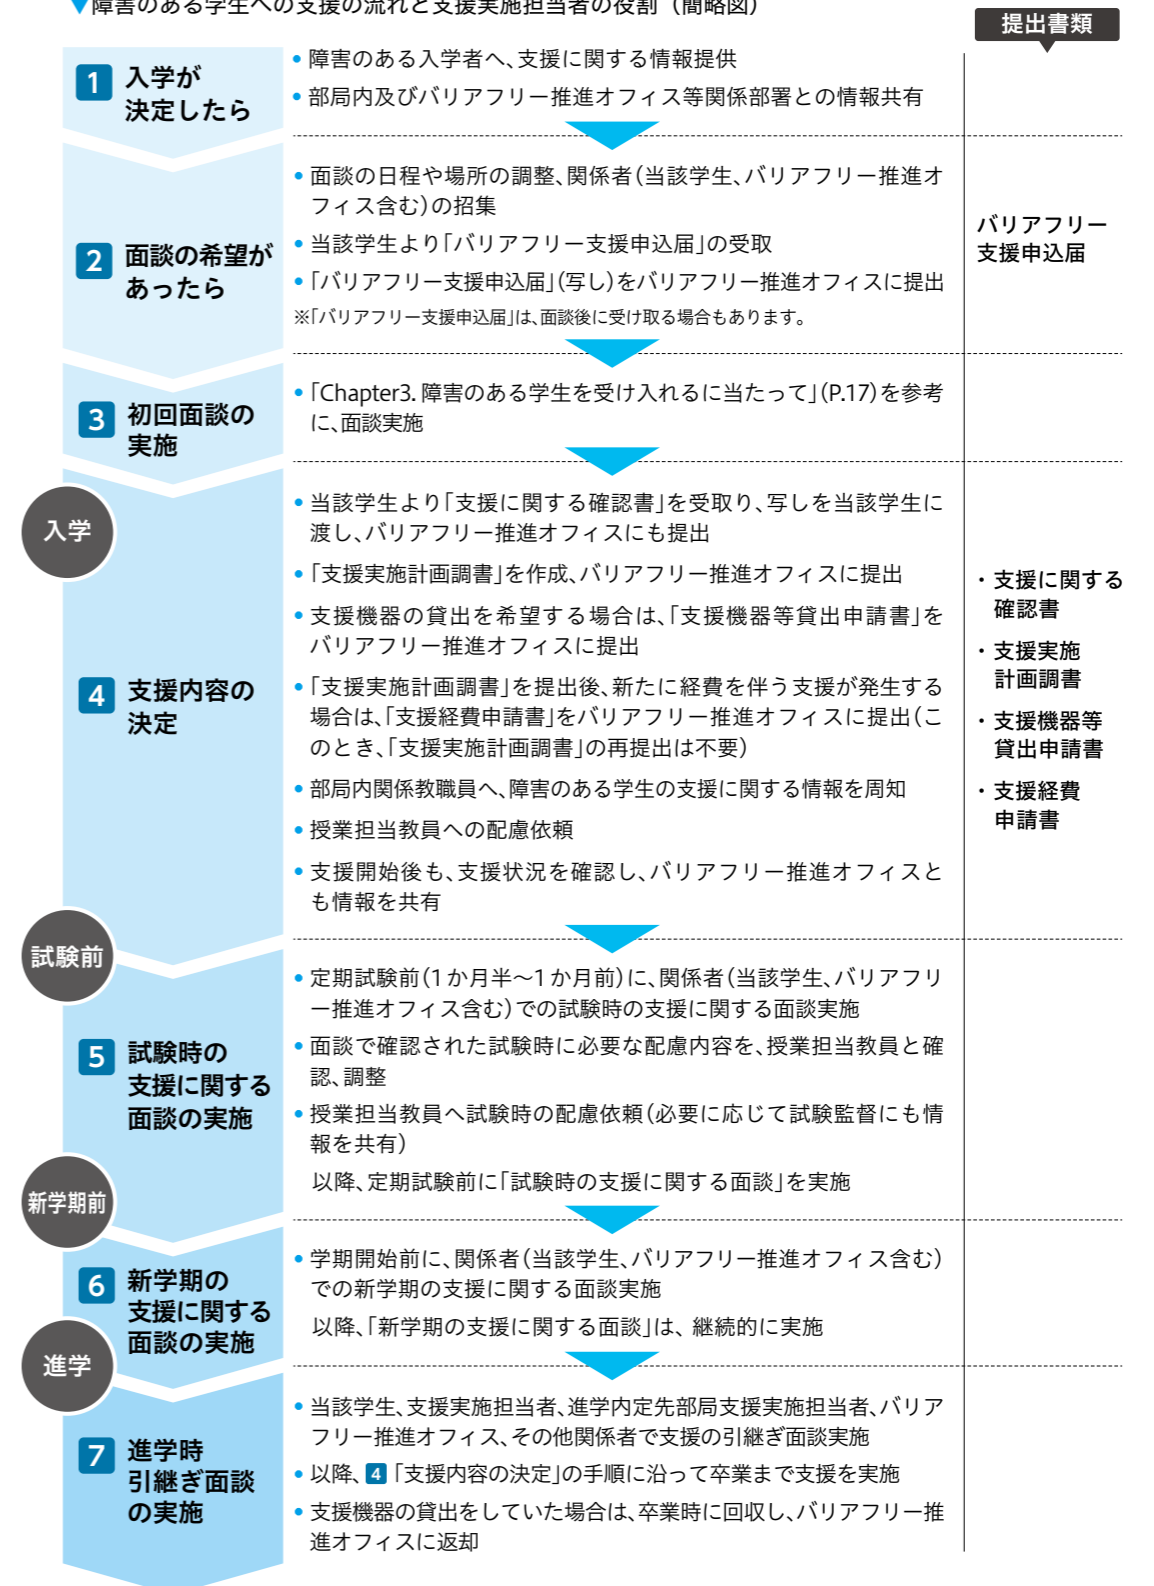 ▼障害のある学生への支援の流れと支援実施担当者の役割（簡略図）
提出書類
1 入学が
決定したら
• 障害のある入学者へ、支援に関する情報提供
• 部局内及びバリアフリー推進オフィス等関係部署との情報共有
2 面談の希望が
あったら
• 面談の日程や場所の調整、関係者（当該学生、バリアフリー推進オ
フィス含む）の招集
• 当該学生より「バリアフリー支援申込届」の受取
• 「バリアフリー支援申込届」（写し）をバリアフリー推進オフィスに提出
※「バリアフリー支援申込届」は、面談後に受け取る場合もあります。
バリアフリー
支援申込届
3 初回面談の
実施
• 「Chapter3. 障害のある学生を受け入れるに当たって」（P.17）を参考
に、面談実施
入学
4 支援内容の
決定
• 当該学生より「支援に関する確認書」を受取り、写しを当該学生に
渡し、バリアフリー推進オフィスにも提出
• 「支援実施計画調書」を作成、バリアフリー推進オフィスに提出
• 支援機器の貸出を希望する場合は、「支援機器等貸出申請書」を
バリアフリー推進オフィスに提出
• 「支援実施計画調書」を提出後、新たに経費を伴う支援が発生する
場合は、「支援経費申請書」をバリアフリー推進オフィスに提出（こ
のとき、「支援実施計画調書」の再提出は不要）
• 部局内関係教職員へ、障害のある学生の支援に関する情報を周知
• 授業担当教員への配慮依頼
• 支援開始後も、支援状況を確認し、バリアフリー推進オフィスと
も情報を共有
・支援に関する
確認書
・支援実施
計画調書
・支援機器等
貸出申請書
・支援経費
申請書
試験前
5 試験時の
支援に関する
面談の実施
• 定期試験前（1か月半～1か月前）に、関係者（当該学生、バリアフリ
ー推進オフィス含む）での試験時の支援に関する面談実施
• 面談で確認された試験時に必要な配慮内容を、授業担当教員と確
認、調整
• 授業担当教員へ試験時の配慮依頼（必要に応じて試験監督にも情
報を共有）
以降、定期試験前に「試験時の支援に関する面談」を実施
新学期前
6 新学期の
支援に関する
面談の実施
• 学期開始前に、関係者（当該学生、バリアフリー推進オフィス含む）
での新学期の支援に関する面談実施
以降、「新学期の支援に関する面談」は、継続的に実施
進学
7 進学時
引継ぎ面談
の実施
• 当該学生、支援実施担当者、進学内定先部局支援実施担当者、バリア
フリー推進オフィス、その他関係者で支援の引継ぎ面談実施
• 以降、4「支援内容の決定」の手順に沿って卒業まで支援を実施
• 支援機器の貸出をしていた場合は、卒業時に回収し、バリアフリー推
進オフィスに返却